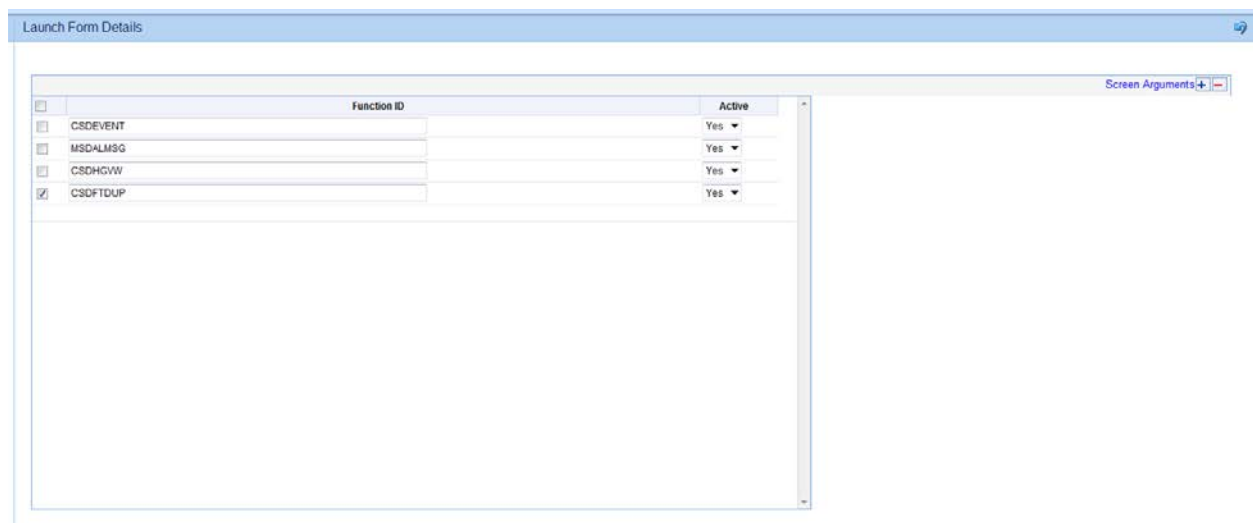 Launch Form Details
Screen Arguments
Function ID Active
CSDEVENT Yes
MSDALMSG Yes
CSDHGVW Yes
CSDFTDUP Yes